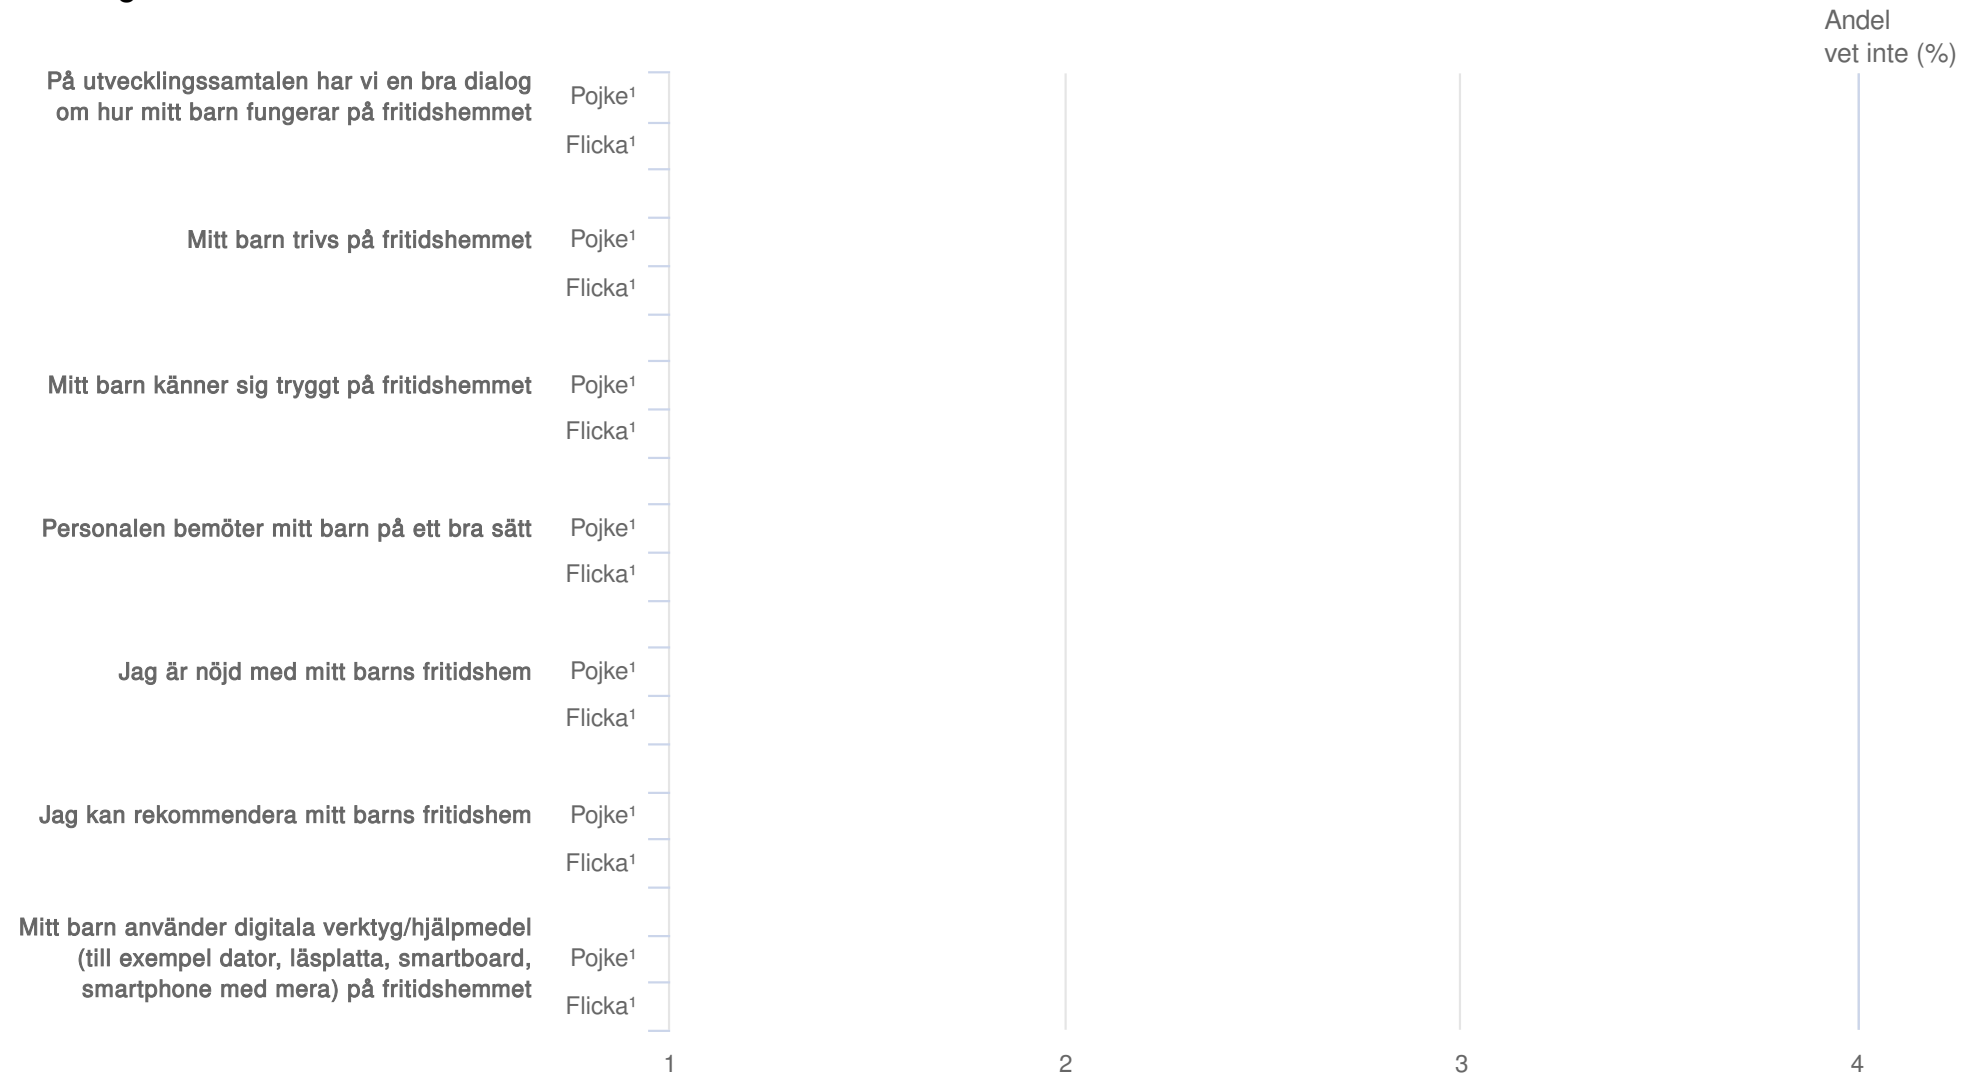 Andel
vet inte (%)
På utvecklingssamtalen har vi en bra dialog
om hur mitt barn fungerar på fritidshemmet
Pojke¹
Flicka¹
Mitt barn trivs på fritidshemmet
Pojke¹
Flicka¹
Mitt barn känner sig tryggt på fritidshemmet
Pojke¹
Flicka¹
Personalen bemöter mitt barn på ett bra sätt
Pojke¹
Flicka¹
Jag är nöjd med mitt barns fritidshem
Pojke¹
Flicka¹
Jag kan rekommendera mitt barns fritidshem
Pojke¹
Flicka¹
Mitt barn använder digitala verktyg/hjälpmedel
(till exempel dator, läsplatta, smartboard,
smartphone med mera) på fritidshemmet
Pojke¹
Flicka¹
1 2 3 4